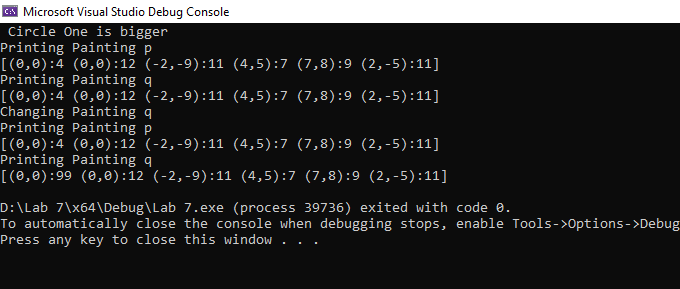 Microsoft Visual Studio Debug Console
Circle One is bigger
Printing Painting p
[(0,0):4 (0,0):12 (-2,-9):11 (4,5):7 (7,8):9 (2,-5):11]
Printing Painting q
[(0,0):4 (0,0):12 (-2,-9):11 (4,5):7 (7,8):9 (2,-5):11]
Changing Painting q
Printing Painting p
[(0,0):4 (0,0):12 (-2,-9):11 (4,5):7 (7,8):9 (2,-5):11]
Printing Painting q
[(0,0):99 (0,0):12 (-2,-9):11 (4,5):7 (7,8):9 (2,-5):11]
D:\Lab 7\x64\Debug\Lab 7.exe (process 39736) exited with code 0.
To automatically close the console when debugging stops, enable Tools->Options->Debug
Press any key to close this window . . .